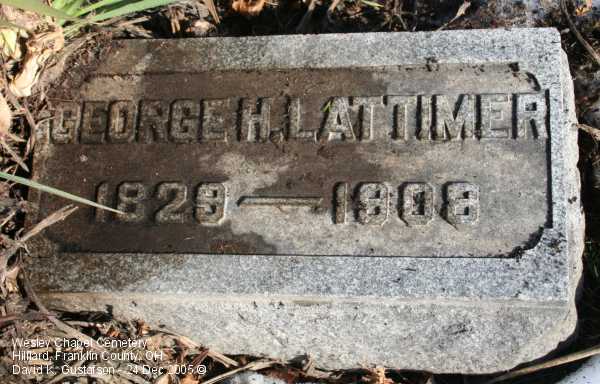 GEORGE H. LATTIMER
1829 — 1908
Wesley Chapel Cemetery
Hilliard, Franklin County, OH
David K. Gustafson - 24 Dec 2005 ©